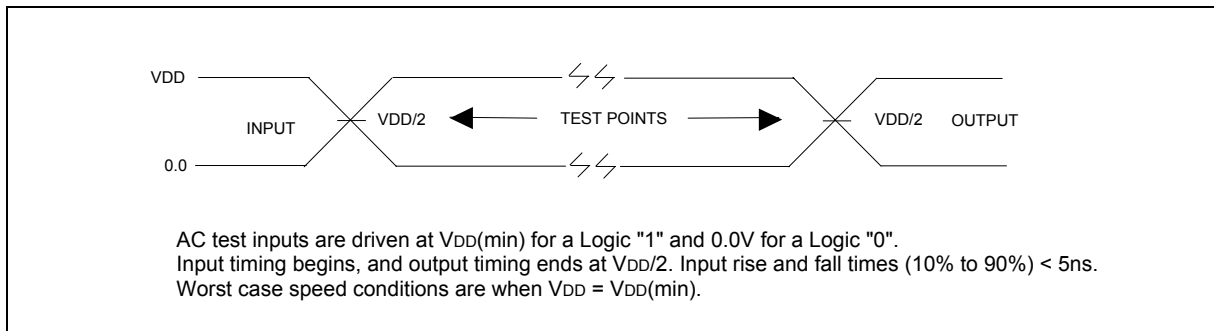 VDD
INPUT VDD/2 TEST POINTS VDD/2 OUTPUT
0.0
AC test inputs are driven at VDD(min) for a Logic "1" and 0.0V for a Logic "0".
Input timing begins, and output timing ends at VDD/2. Input rise and fall times (10% to 90%) < 5ns.
Worst case speed conditions are when VDD = VDD(min).